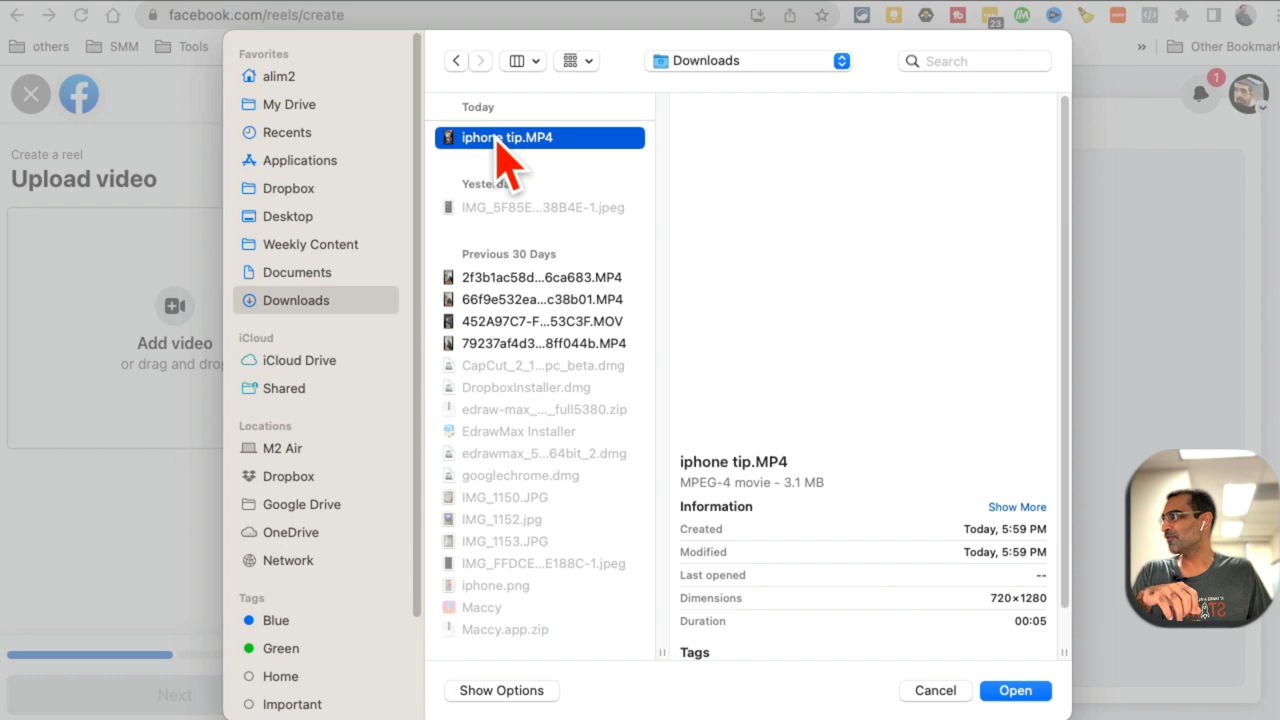 facebook.com/reels/create
23
others
SMM
Tools
»
Other Bookmark
1
Create a reel
Upload video
Add video
or drag and drop
Next
Favorites
alim2
My Drive
Recents
Applications
Dropbox
Desktop
Weekly Content
Documents
Downloads
iCloud
iCloud Drive
Shared
Locations
M2 Air
Dropbox
Google Drive
OneDrive
Network
Tags
Blue
Green
Home
Important
Downloads
Search
Today
iphone tip.MP4
IMG_5F85E...38B4E-1.jpeg
Previous 30 Days
2f3b1ac58d...6ca683.MP4
66f9e532ea...c38b01.MP4
452A97C7-F...53C3F.MOV
79237af4d3...8ff044b.MP4
CapCut_2_1...pc_beta.dmg
DropboxInstaller.dmg
edraw-max_..._full5380.zip
EdrawMax Installer
edrawmax_5...64bit_2.dmg
googlechrome.dmg
IMG_1150.JPG
IMG_1152.jpg
IMG_1153.JPG
IMG_FFDCE...E188C-1.jpeg
iphone.png
Maccy
Maccy.app.zip
iphone tip.MP4
MPEG-4 movie - 3.1 MB
Information Show More
Created Today, 5:59 PM
Modified Today, 5:59 PM
Last opened --
Dimensions 720×1280
Duration 00:05
Tags
Show Options
Cancel
Open